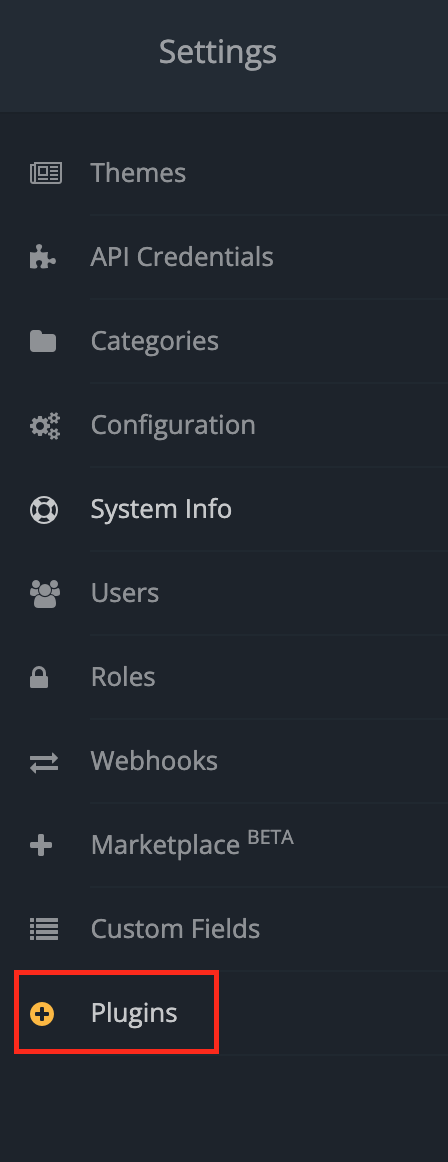 Settings
Themes
API Credentials
Categories
Configuration
System Info
Users
Roles
Webhooks
Marketplace BETA
Custom Fields
Plugins